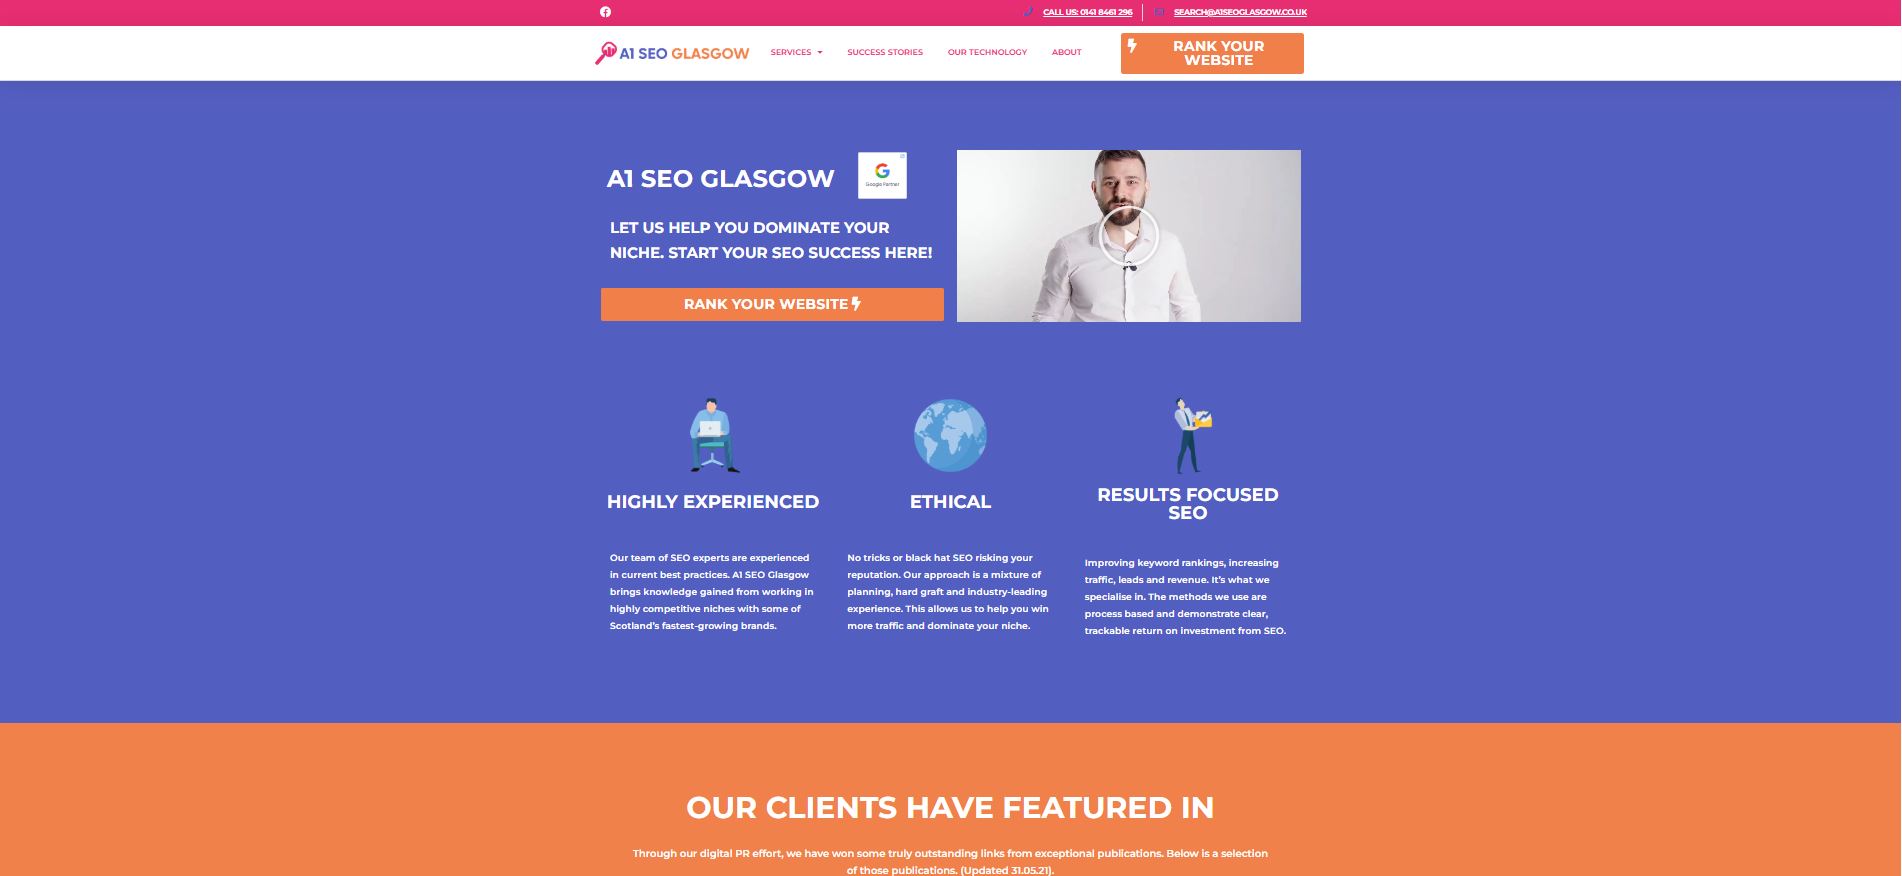 CALL US: 0141 8461 296
SEARCH@A1SEOGLASGOW.CO.UK
A1 SEO GLASGOW
SERVICES
SUCCESS STORIES
OUR TECHNOLOGY
ABOUT
RANK YOUR
WEBSITE
A1 SEO GLASGOW
Google Partner
LET US HELP YOU DOMINATE YOUR
NICHE. START YOUR SEO SUCCESS HERE!
RANK YOUR WEBSITE
HIGHLY EXPERIENCED
Our team of SEO experts are experienced
in current best practices. A1 SEO Glasgow
brings knowledge gained from working in
highly competitive niches with some of
Scotland's fastest-growing brands.
ETHICAL
No tricks or black hat SEO risking your
reputation. Our approach is a mixture of
planning, hard graft and industry-leading
experience. This allows us to help you win
more traffic and dominate your niche.
RESULTS FOCUSED
SEO
Improving keyword rankings, increasing
traffic, leads and revenue. It's what we
specialise in. The methods we use are
process based and demonstrate clear,
trackable return on investment from SEO.
OUR CLIENTS HAVE FEATURED IN
Through our digital PR effort, we have won some truly outstanding links from exceptional publications. Below is a selection
of those publications. (Updated 31.05.21).